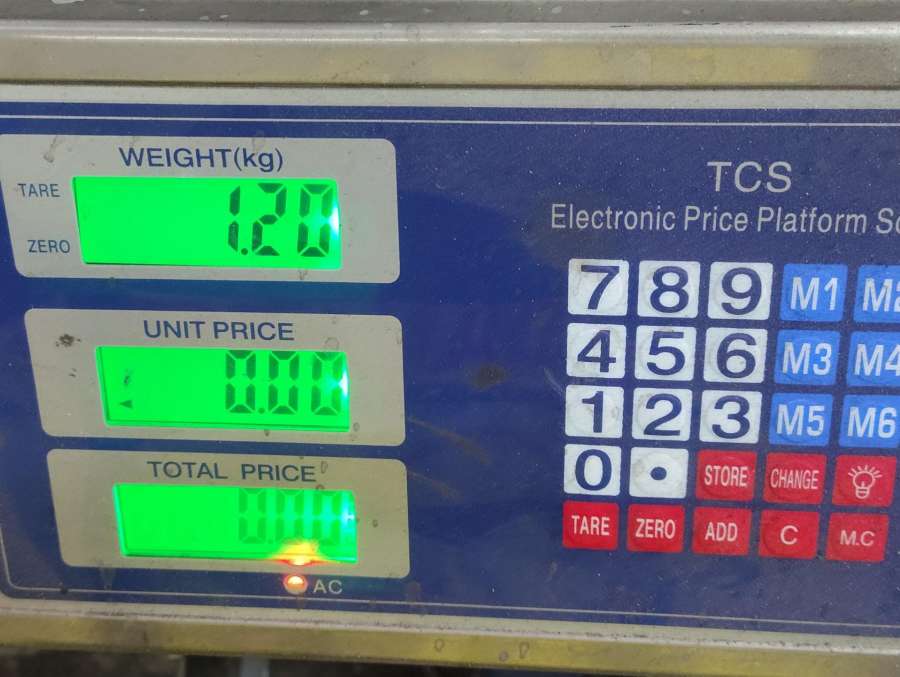 WEIGHT(kg)
TARE
1.20
ZERO
UNIT PRICE
0.00
TOTAL PRICE
0.00
AC
TCS
Electronic Price Platform
7 8 9 M1
4 5 6 M3 M4
1 2 3 M5 M6
0 . STORE CHANGE
TARE ZERO ADD C M.C